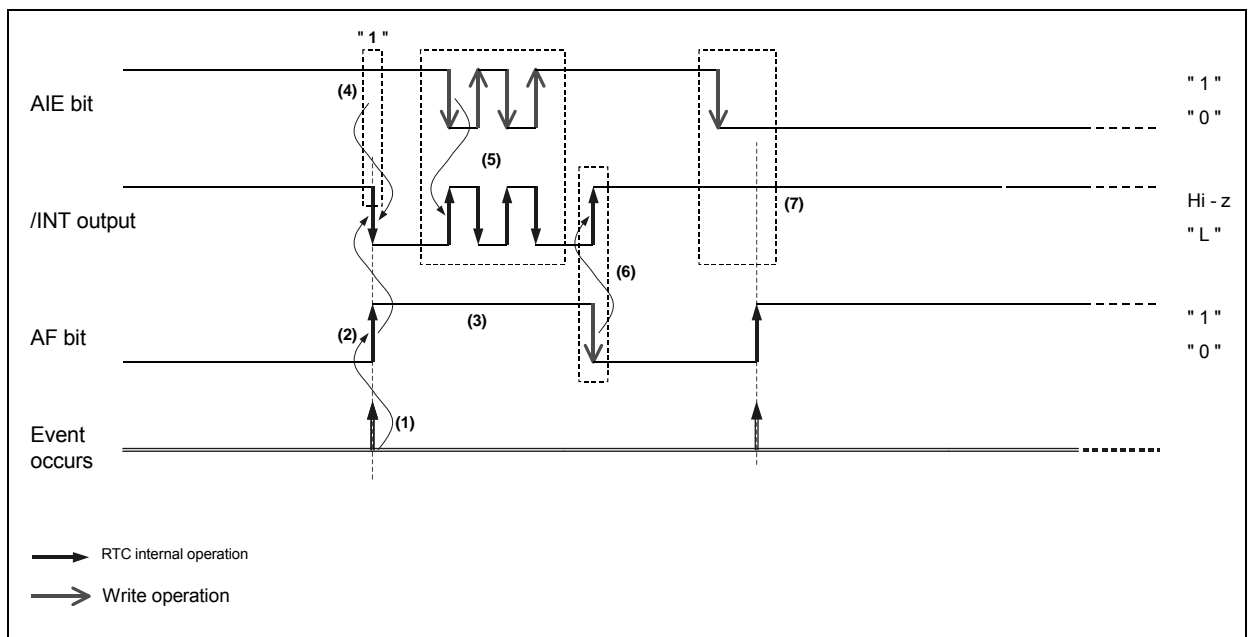 " 1 "
AIE bit
(4)
(5)
" 1 "
" 0 "
/INT output
(7)
Hi - z
" L "
(6)
AF bit
(2)
(3)
" 1 "
" 0 "
Event
occurs
(1)
RTC internal operation
Write operation